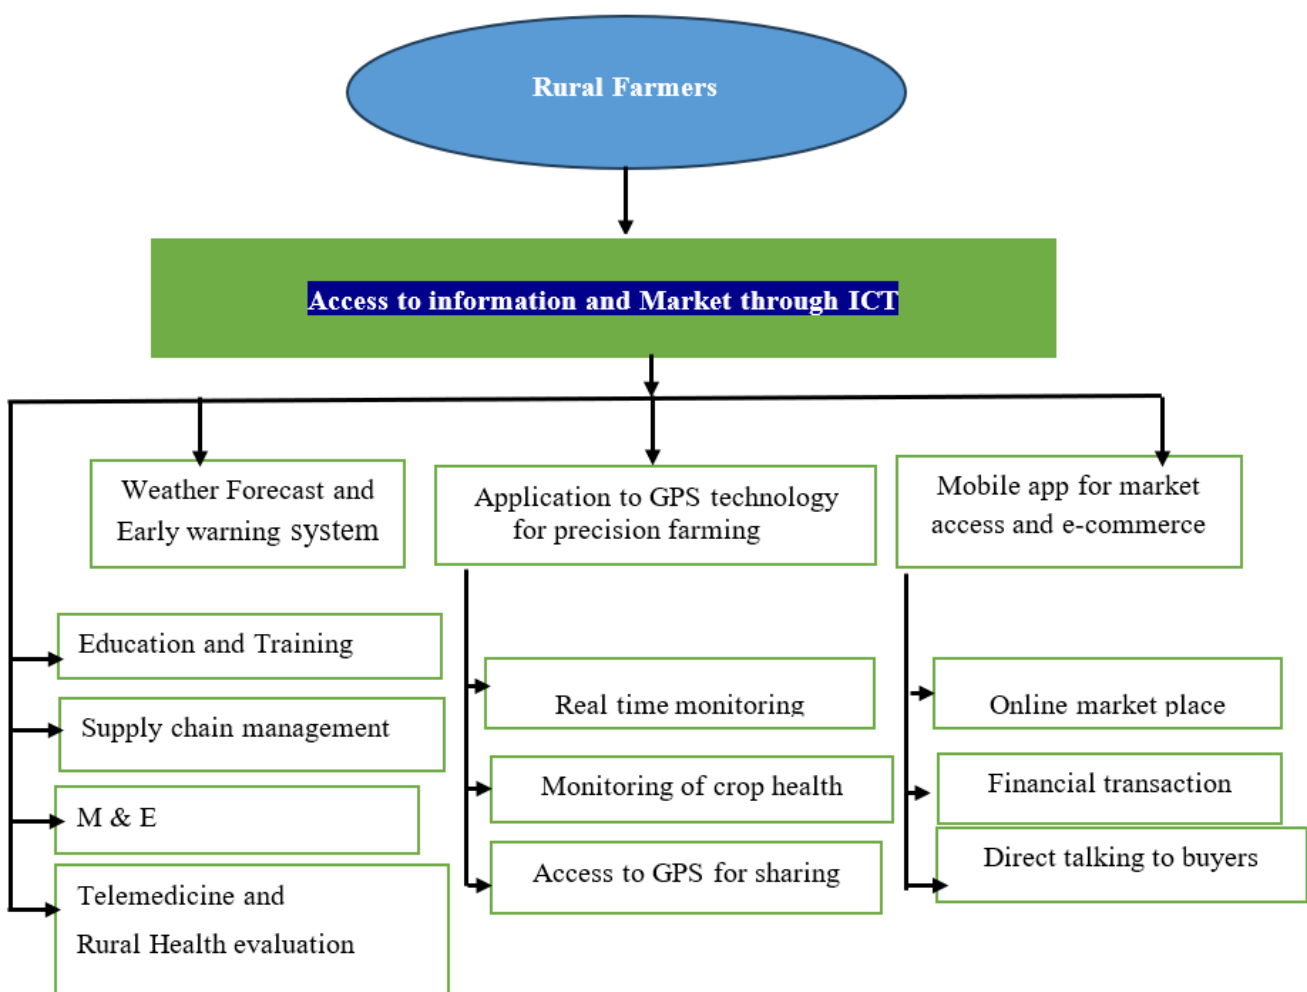 Rural Farmers
Access to information and Market through ICT
Weather Forecast and
Early warning system
Application to GPS technology
for precision farming
Mobile app for market
access and e-commerce
Education and Training
Supply chain management
M & E
Telemedicine and
Rural Health evaluation
Real time monitoring
Monitoring of crop health
Access to GPS for sharing
Online market place
Financial transaction
Direct talking to buyers